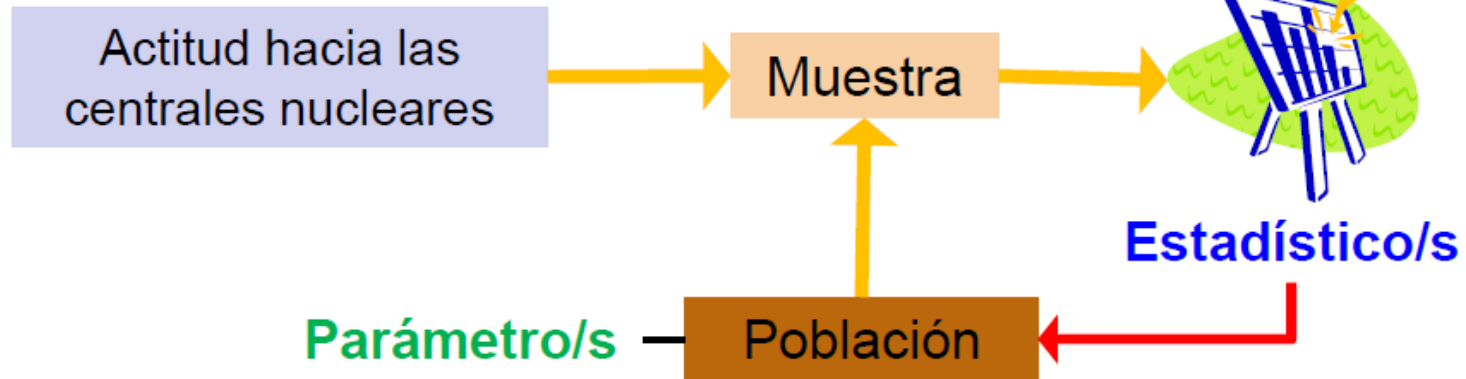 Actitud hacia las
centrales nucleares
Muestra
Estadístico/s
Parámetro/s
Población